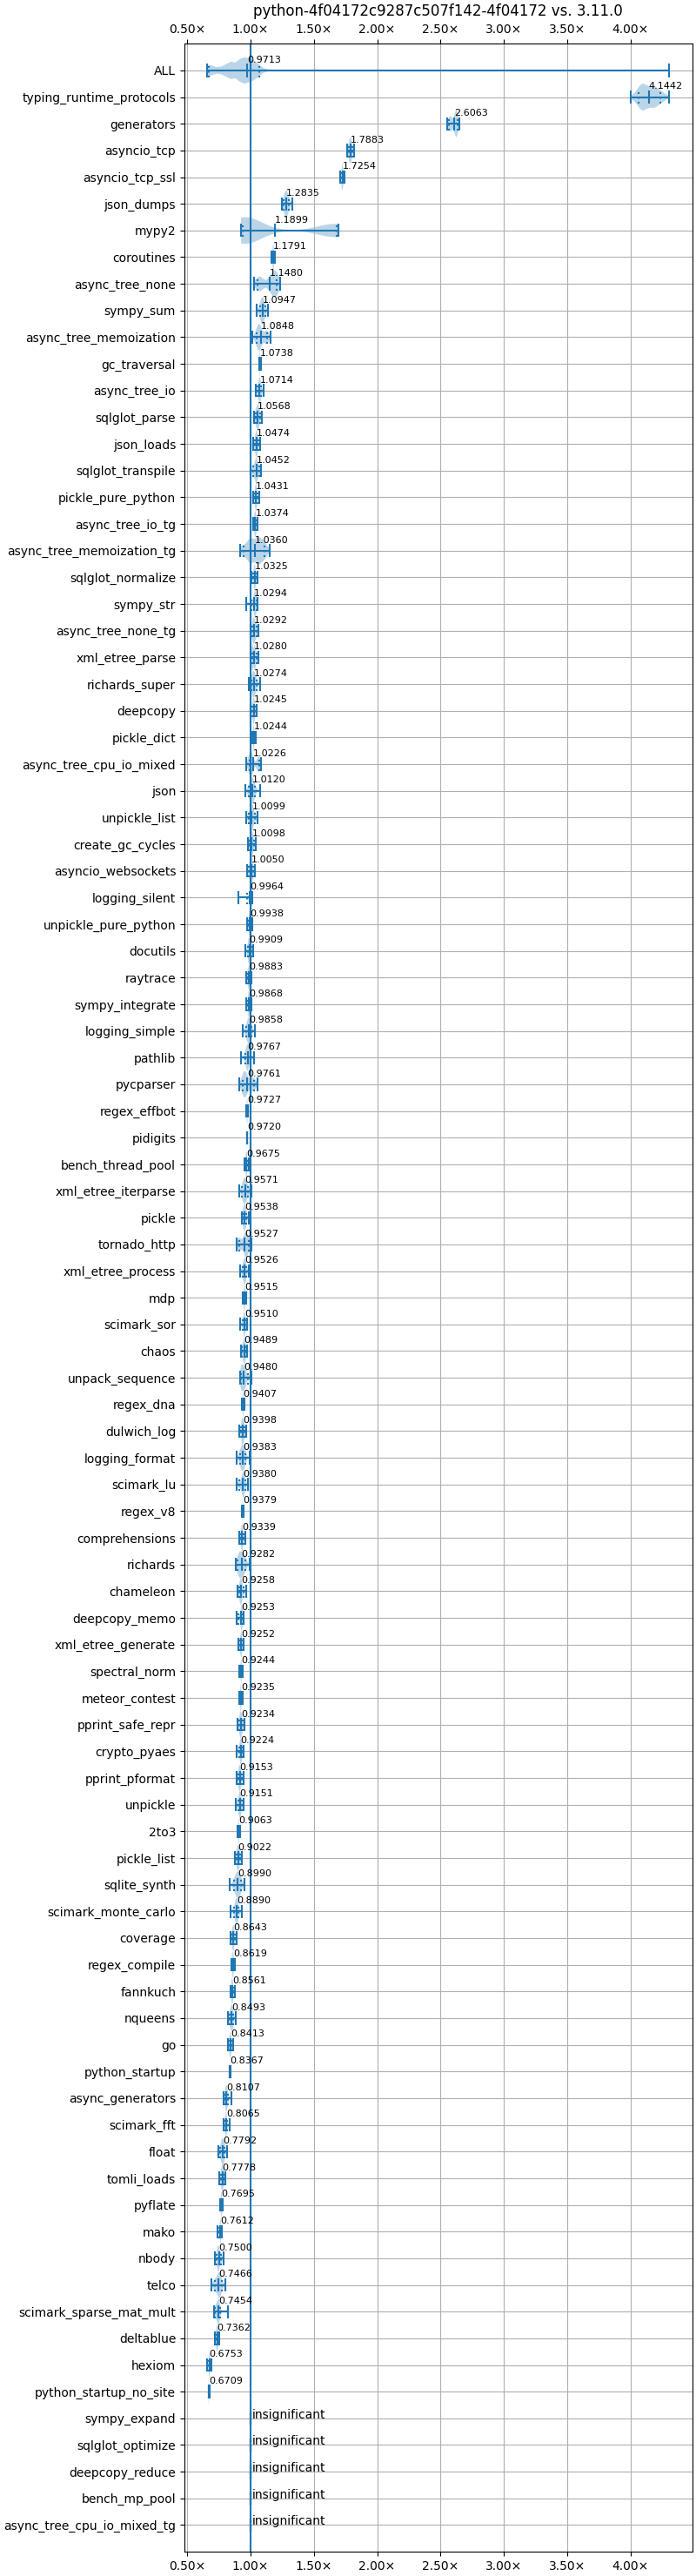 python-4f04172c9287c507f142-4f04172 vs. 3.11.0
0.50× 1.00× 1.50× 2.00× 2.50× 3.00× 3.50× 4.00×
ALL 0.9713
typing_runtime_protocols 4.1442
generators 2.6063
asyncio_tcp 1.7883
asyncio_tcp_ssl 1.7254
json_dumps 1.2835
mypy2 1.1899
coroutines 1.1791
async_tree_none 1.1480
sympy_sum 1.0947
async_tree_memoization 1.0848
gc_traversal 1.0738
async_tree_io 1.0714
sqlglot_parse 1.0568
json_loads 1.0474
sqlglot_transpile 1.0452
pickle_pure_python 1.0431
async_tree_io_tg 1.0374
async_tree_memoization_tg 1.0360
sqlglot_normalize 1.0325
sympy_str 1.0294
async_tree_none_tg 1.0292
xml_etree_parse 1.0280
richards_super 1.0274
deepcopy 1.0245
pickle_dict 1.0244
async_tree_cpu_io_mixed 1.0226
json 1.0120
unpickle_list 1.0099
create_gc_cycles 1.0098
asyncio_websockets 1.0050
logging_silent 0.9964
unpickle_pure_python 0.9938
docutils 0.9909
raytrace 0.9883
sympy_integrate 0.9868
logging_simple 0.9858
pathlib 0.9767
pycparser 0.9761
regex_effbot 0.9727
pidigits 0.9720
bench_thread_pool 0.9675
xml_etree_iterparse 0.9571
pickle 0.9538
tornado_http 0.9527
xml_etree_process 0.9526
mdp 0.9515
scimark_sor 0.9510
chaos 0.9489
unpack_sequence 0.9480
regex_dna 0.9407
dulwich_log 0.9398
logging_format 0.9383
scimark_lu 0.9380
regex_v8 0.9379
comprehensions 0.9339
richards 0.9282
chameleon 0.9258
deepcopy_memo 0.9253
xml_etree_generate 0.9252
spectral_norm 0.9244
meteor_contest 0.9235
pprint_safe_repr 0.9234
crypto_pyaes 0.9224
pprint_pformat 0.9153
unpickle 0.9151
2to3 0.9063
pickle_list 0.9022
sqlite_synth 0.8990
scimark_monte_carlo 0.8890
coverage 0.8643
regex_compile 0.8619
fannkuch 0.8561
nqueens 0.8493
go 0.8413
python_startup 0.8367
async_generators 0.8107
scimark_fft 0.8065
float 0.7792
tomli_loads 0.7778
pyflate 0.7695
mako 0.7612
nbody 0.7500
telco 0.7466
scimark_sparse_mat_mult 0.7454
deltablue 0.7362
hexiom 0.6753
python_startup_no_site 0.6709
sympy_expand insignificant
sqlglot_optimize insignificant
deepcopy_reduce insignificant
bench_mp_pool insignificant
async_tree_cpu_io_mixed_tg insignificant
0.50× 1.00× 1.50× 2.00× 2.50× 3.00× 3.50× 4.00×